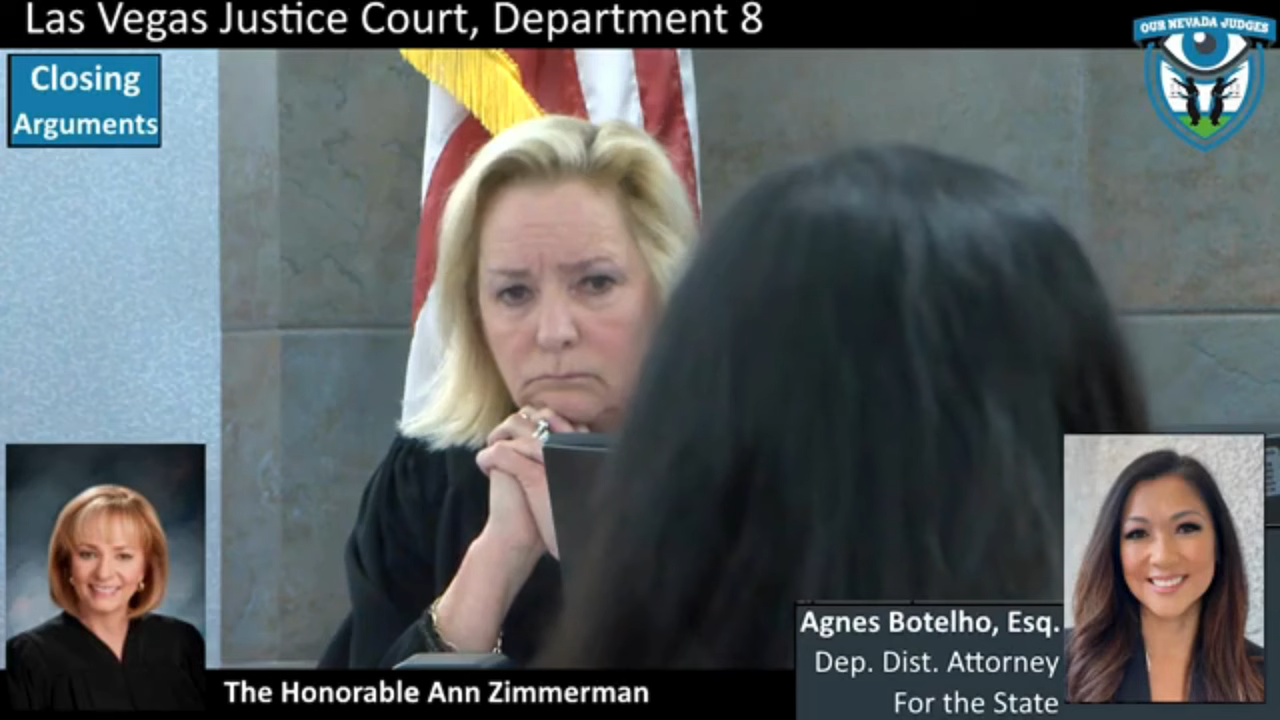 Las Vegas Justice Court, Department 8
OUR NEVADA JUDGES
Closing
Arguments
Agnes Botelho, Esq.
Dep. Dist. Attorney
For the State
The Honorable Ann Zimmerman